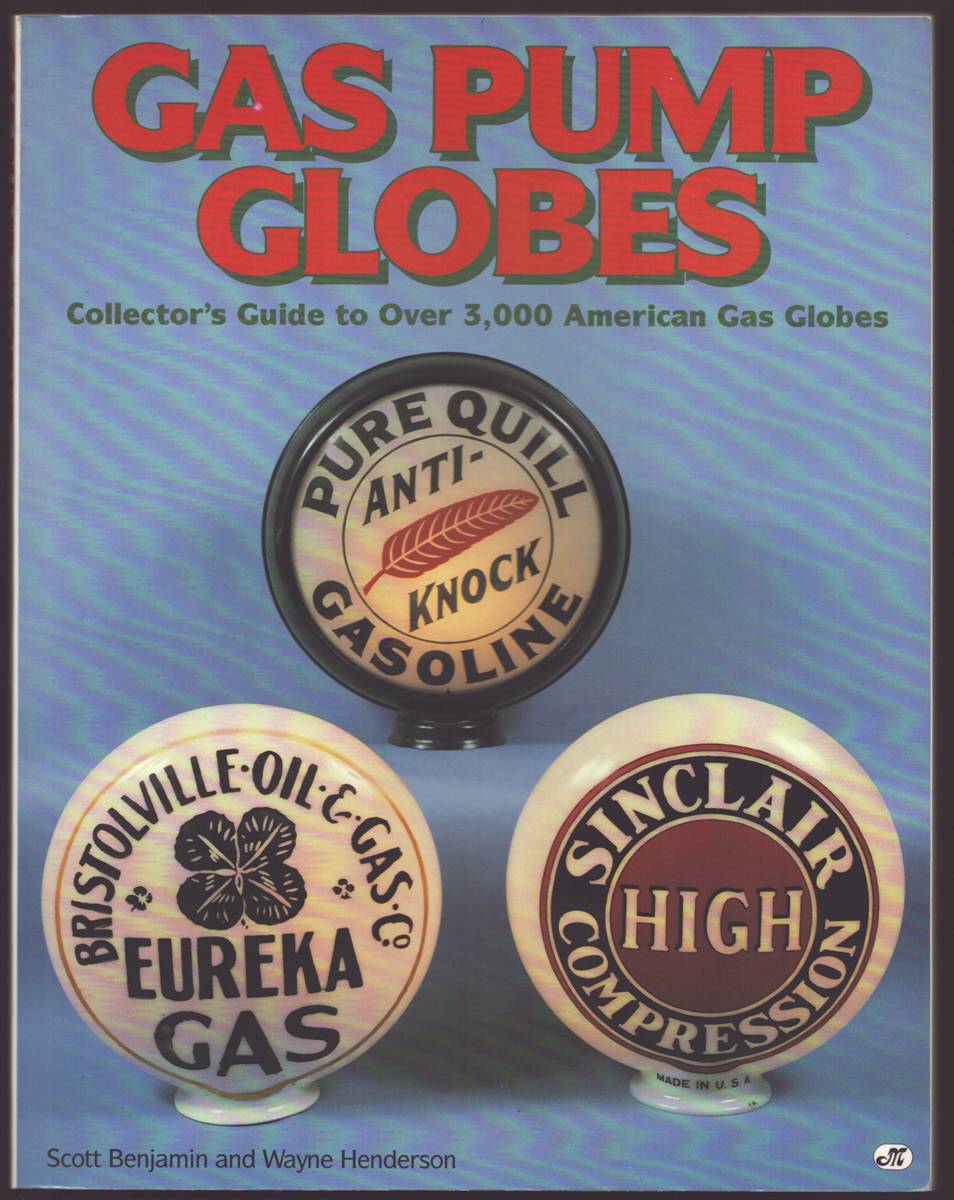 GAS PUMP
GLOBES
Collector's Guide to Over 3,000 American Gas Globes
PURE QUILL
ANTI-
KNOCK
GASOLINE
BRISTOLVILLE·OIL·&·GAS·Co
EUREKA
GAS
SINCLAIR
HIGH
COMPRESSION
MADE IN U.S.A
Scott Benjamin and Wayne Henderson
M